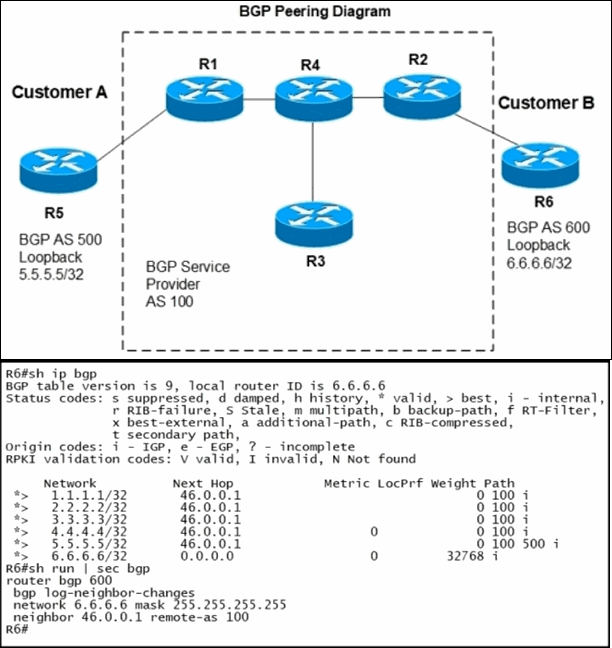 BGP Peering Diagram
Customer A
R1
R4
R2
Customer B
R5
BGP AS 500
Loopback
5.5.5.5/32
BGP Service
Provider
AS 100
R3
R6
BGP AS 600
Loopback
6.6.6.6/32
R6#sh ip bgp
BGP table version is 9, local router ID is 6.6.6.6
Status codes: s suppressed, d damped, h history, * valid, > best, i - internal,
r RIB-failure, S Stale, m multipath, b backup-path, f RT-Filter,
x best-external, a additional-path, c RIB-compressed,
t secondary path,
Origin codes: i - IGP, e - EGP, ? - incomplete
RPKI validation codes: V valid, I invalid, N Not found
Network Next Hop Metric LocPrf Weight Path
*> 1.1.1.1/32 46.0.0.1 0 100 i
*> 2.2.2.2/32 46.0.0.1 0 100 i
*> 3.3.3.3/32 46.0.0.1 0 100 i
*> 4.4.4.4/32 46.0.0.1 0 0 100 i
*> 5.5.5.5/32 46.0.0.1 0 100 500 i
*> 6.6.6.6/32 0.0.0.0 0 32768 i
R6#sh run | sec bgp
router bgp 600
bgp log-neighbor-changes
network 6.6.6.6 mask 255.255.255.255
neighbor 46.0.0.1 remote-as 100
R6#